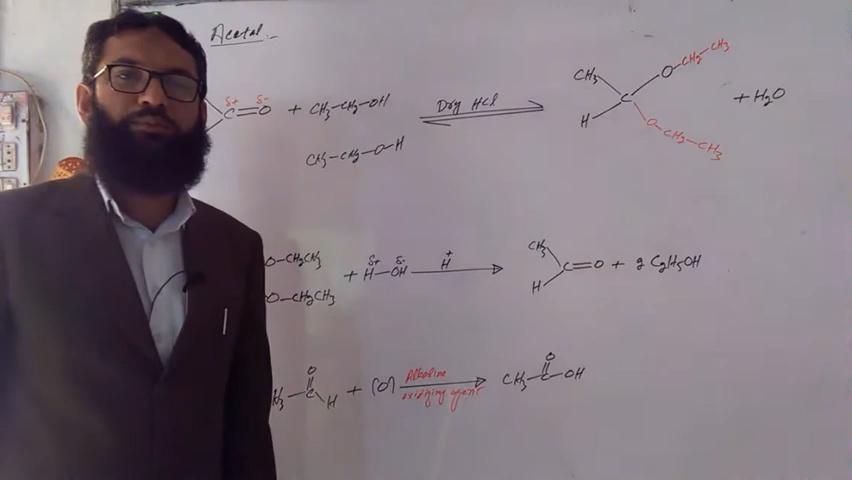 Acetal.
δ+ δ-
C=O + CH3-CH2-OH Dry HCl CH3 H C O-CH2-CH3 + H2O
CH3-CH2-O-H O-CH2-CH3
O-CH2CH3 δ+ δ- CH3
+ H-OH H+ C=O + 2 C2H5OH
O-CH2CH3 H
O O
H3-C-H + [O] Alkaline CH3-C-OH
oxidizing agent